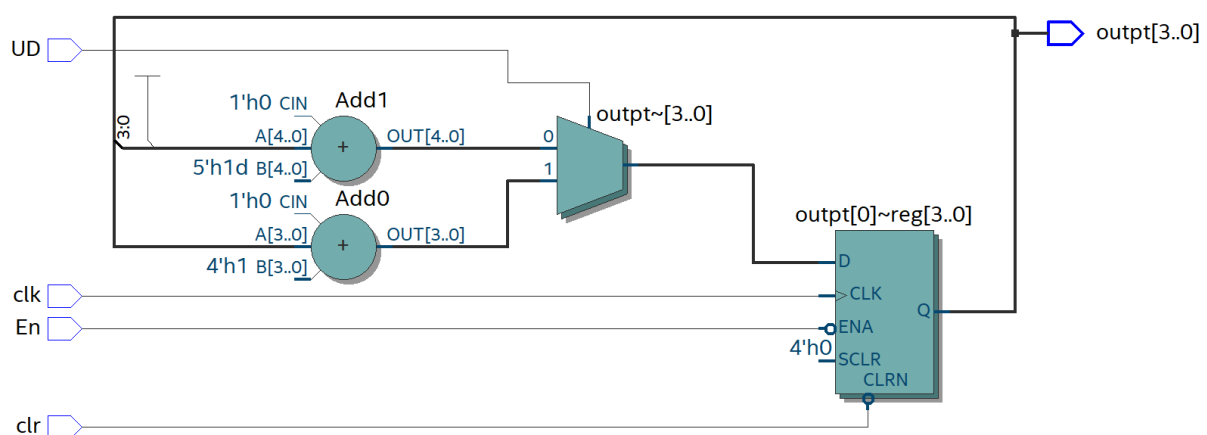 outpt[3..0]
UD
1'h0 CIN Add1
outpt~[3..0]
3:0
A[4..0] + OUT[4..0] 0
5'h1d B[4..0] 1
1'h0 CIN Add0
outpt[0]~reg[3..0]
A[3..0] + OUT[3..0]
4'h1 B[3..0]
D
clk CLK
Q
En ENA
4'h0 SCLR
CLRN
clr